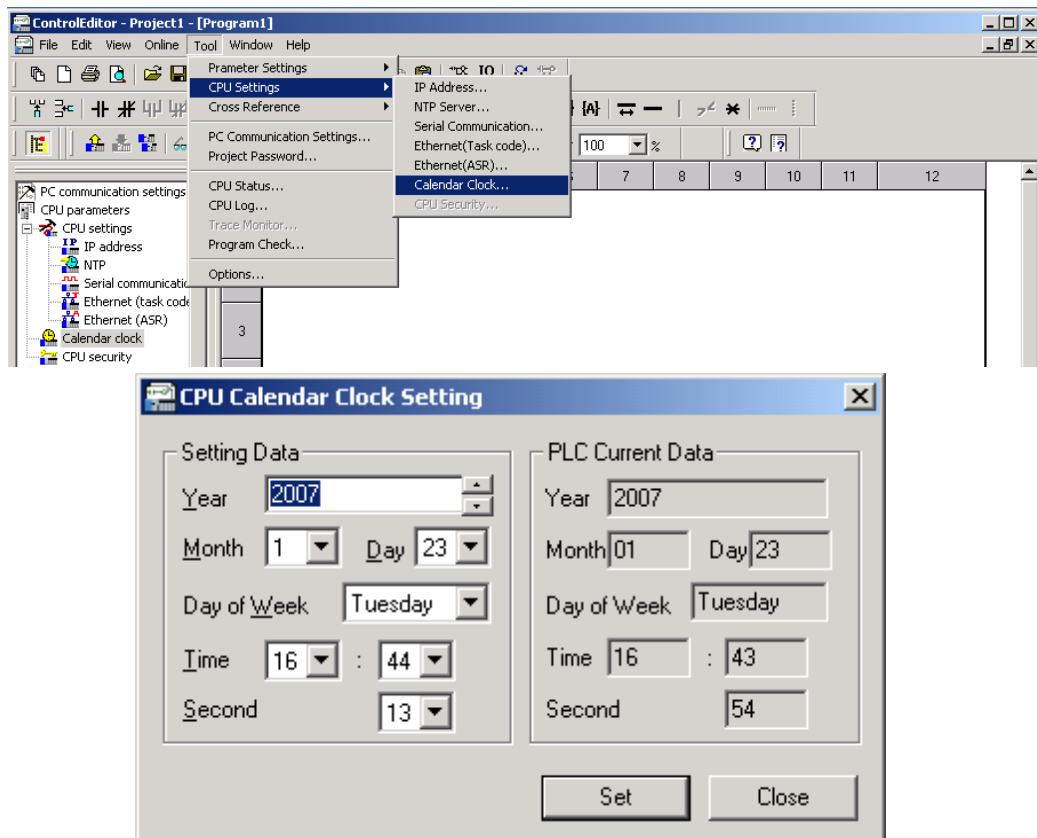 ControlEditor - Project1 - [Program1]
File Edit View Online Tool Window Help
Prameter Settings
CPU Settings
Cross Reference
PC Communication Settings...
Project Password...
CPU Status...
CPU Log...
Trace Monitor...
Program Check...
Options...
IP Address...
NTP Server...
Serial Communication...
Ethernet(Task code)...
Ethernet(ASR)...
Calendar Clock...
CPU Security...
100 %
7 8 9 10 11 12
3
PC communication settings
CPU parameters
CPU settings
IP address
NTP
Serial communicatio
Ethernet (task code
Ethernet (ASR)
Calendar clock
CPU security
CPU Calendar Clock Setting
Setting Data
Year 2007
Month 1 Day 23
Day of Week Tuesday
Time 16 : 44
Second 13
PLC Current Data
Year 2007
Month 01 Day 23
Day of Week Tuesday
Time 16 : 43
Second 54
Set Close